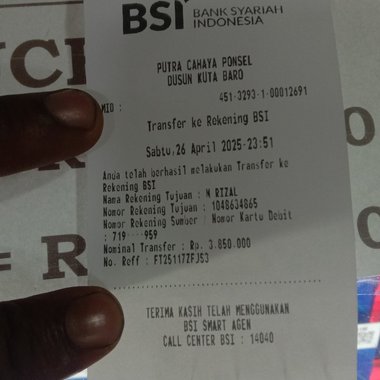 BSI BANK SYARIAH
INDONESIA
PUTRA CAHAYA PONSEL
DUSUN KUTA BARO
451-3293-1-00012691
MID :
Transfer ke Rekening BSI
Sabtu,26 April 2025-23:51
Anda telah berhasil melakukan Transfer ke
Rekening BSI
Nama Rekening Tujuan : M RIZAL
Nomor Rekening Tujuan : 1048634865
Nomor Rekening Sumber : Nomor Kartu Debit
: 719····959
Nominal Transfer : Rp. 3.850.000
No. Reff : FT25117ZFJ53
TERIMA KASIH TELAH MENGGUNAKAN
BSI SMART AGEN
CALL CENTER BSI : 14040